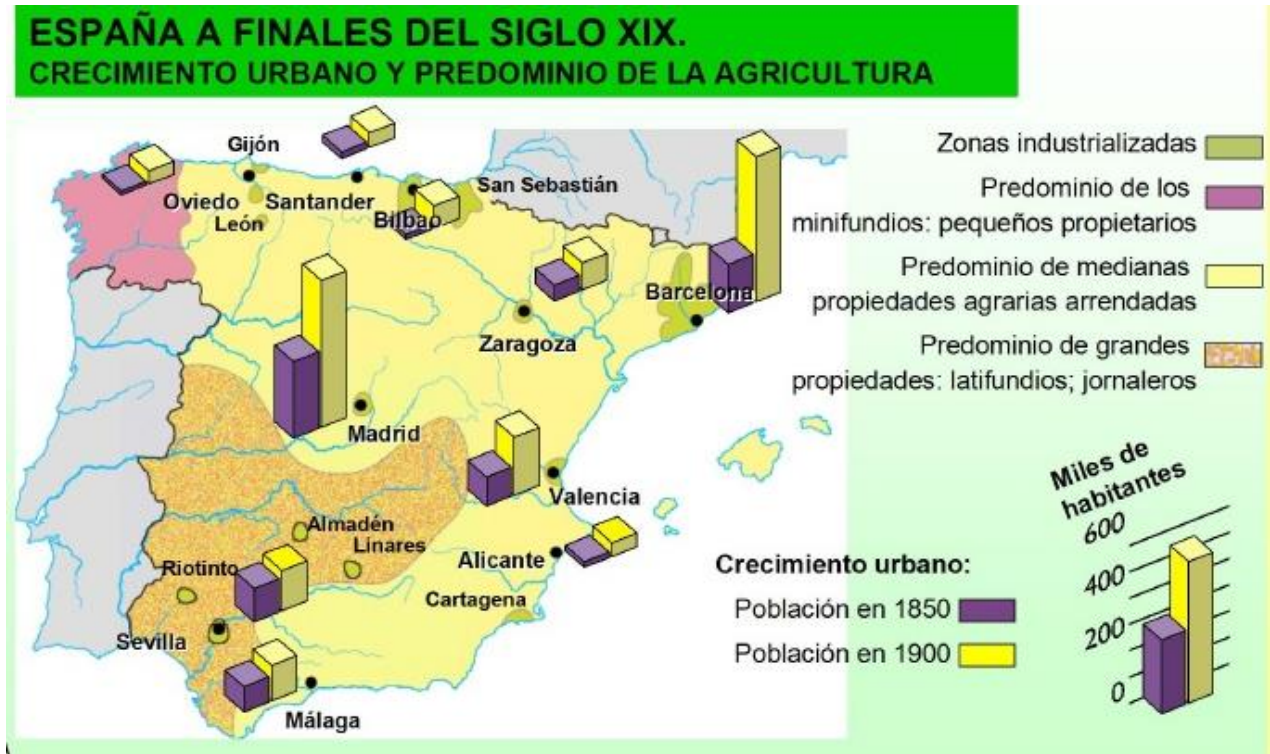 ESPAÑA A FINALES DEL SIGLO XIX.
CRECIMIENTO URBANO Y PREDOMINIO DE LA AGRICULTURA
Gijón
Oviedo
Santander
León
Bilbao
San Sebastián
Barcelona
Zaragoza
Madrid
Valencia
Almadén
Linares
Alicante
Riotinto
Cartagena
Sevilla
Málaga
Zonas industrializadas
Predominio de los
minifundios: pequeños propietarios
Predominio de medianas
propiedades agrarias arrendadas
Predominio de grandes
propiedades: latifundios; jornaleros
Crecimiento urbano:
Población en 1850
Población en 1900
Miles de
habitantes
600
400
200
0